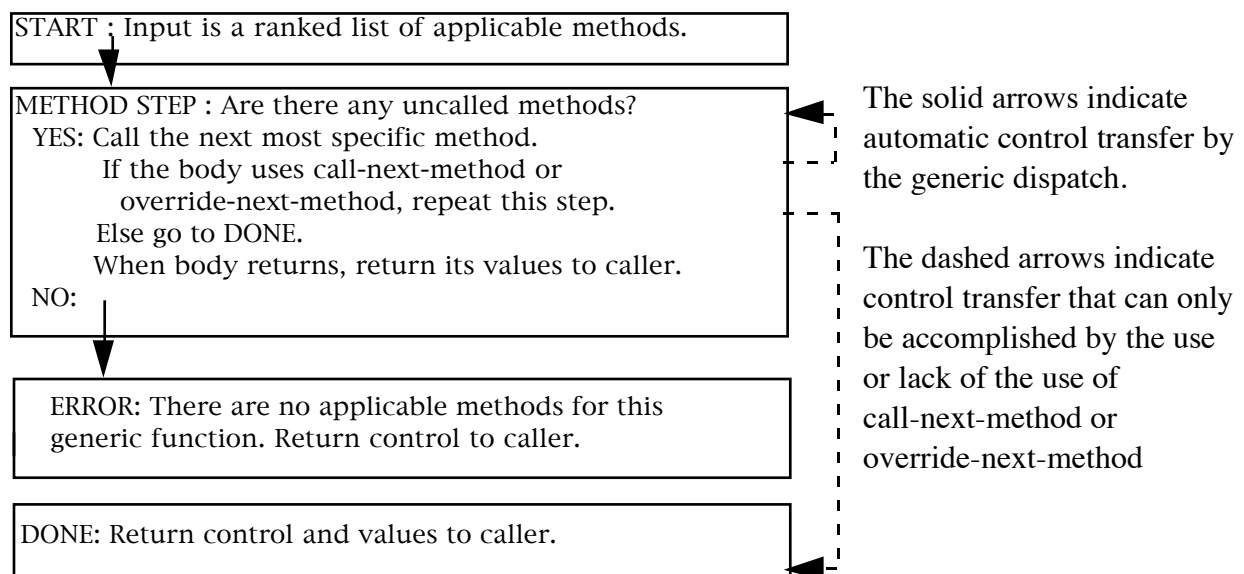 START : Input is a ranked list of applicable methods.
METHOD STEP : Are there any uncalled methods?
YES: Call the next most specific method.
If the body uses call-next-method or
override-next-method, repeat this step.
Else go to DONE.
When body returns, return its values to caller.
NO:
ERROR: There are no applicable methods for this
generic function. Return control to caller.
DONE: Return control and values to caller.
The solid arrows indicate
automatic control transfer by
the generic dispatch.
The dashed arrows indicate
control transfer that can only
be accomplished by the use
or lack of the use of
call-next-method or
override-next-method